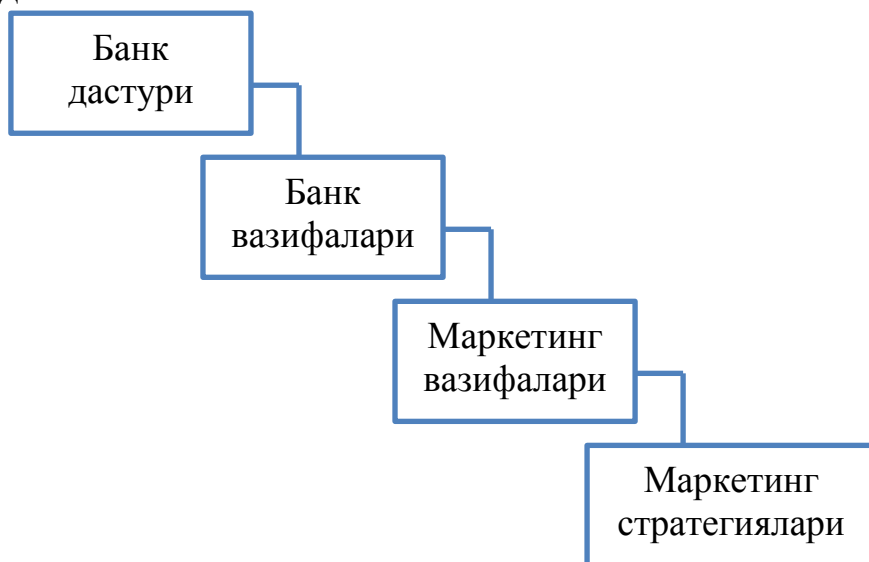 Банк
дастури
Банк
вазифалари
Маркетинг
вазифалари
Маркетинг
стратегиялари